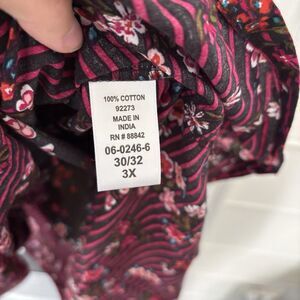 100% COTTON
92273
MADE IN
INDIA
RN # 88842
06-0246-6
30/32
3X